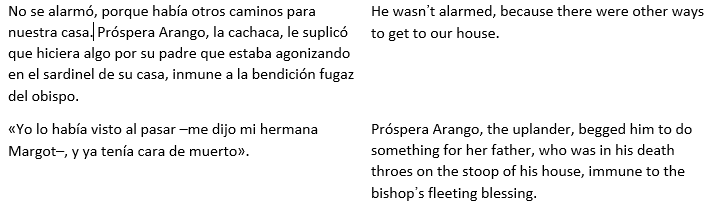 No se alarmó, porque había otros caminos para
nuestra casa. Próspera Arango, la cachaca, le suplicó
que hiciera algo por su padre que estaba agonizando
en el sardinel de su casa, inmune a la bendición fugaz
del obispo.
He wasn't alarmed, because there were other ways
to get to our house.
«Yo lo había visto al pasar –me dijo mi hermana
Margot–, y ya tenía cara de muerto».
Próspera Arango, the uplander, begged him to do
something for her father, who was in his death
throes on the stoop of his house, immune to the
bishop's fleeting blessing.